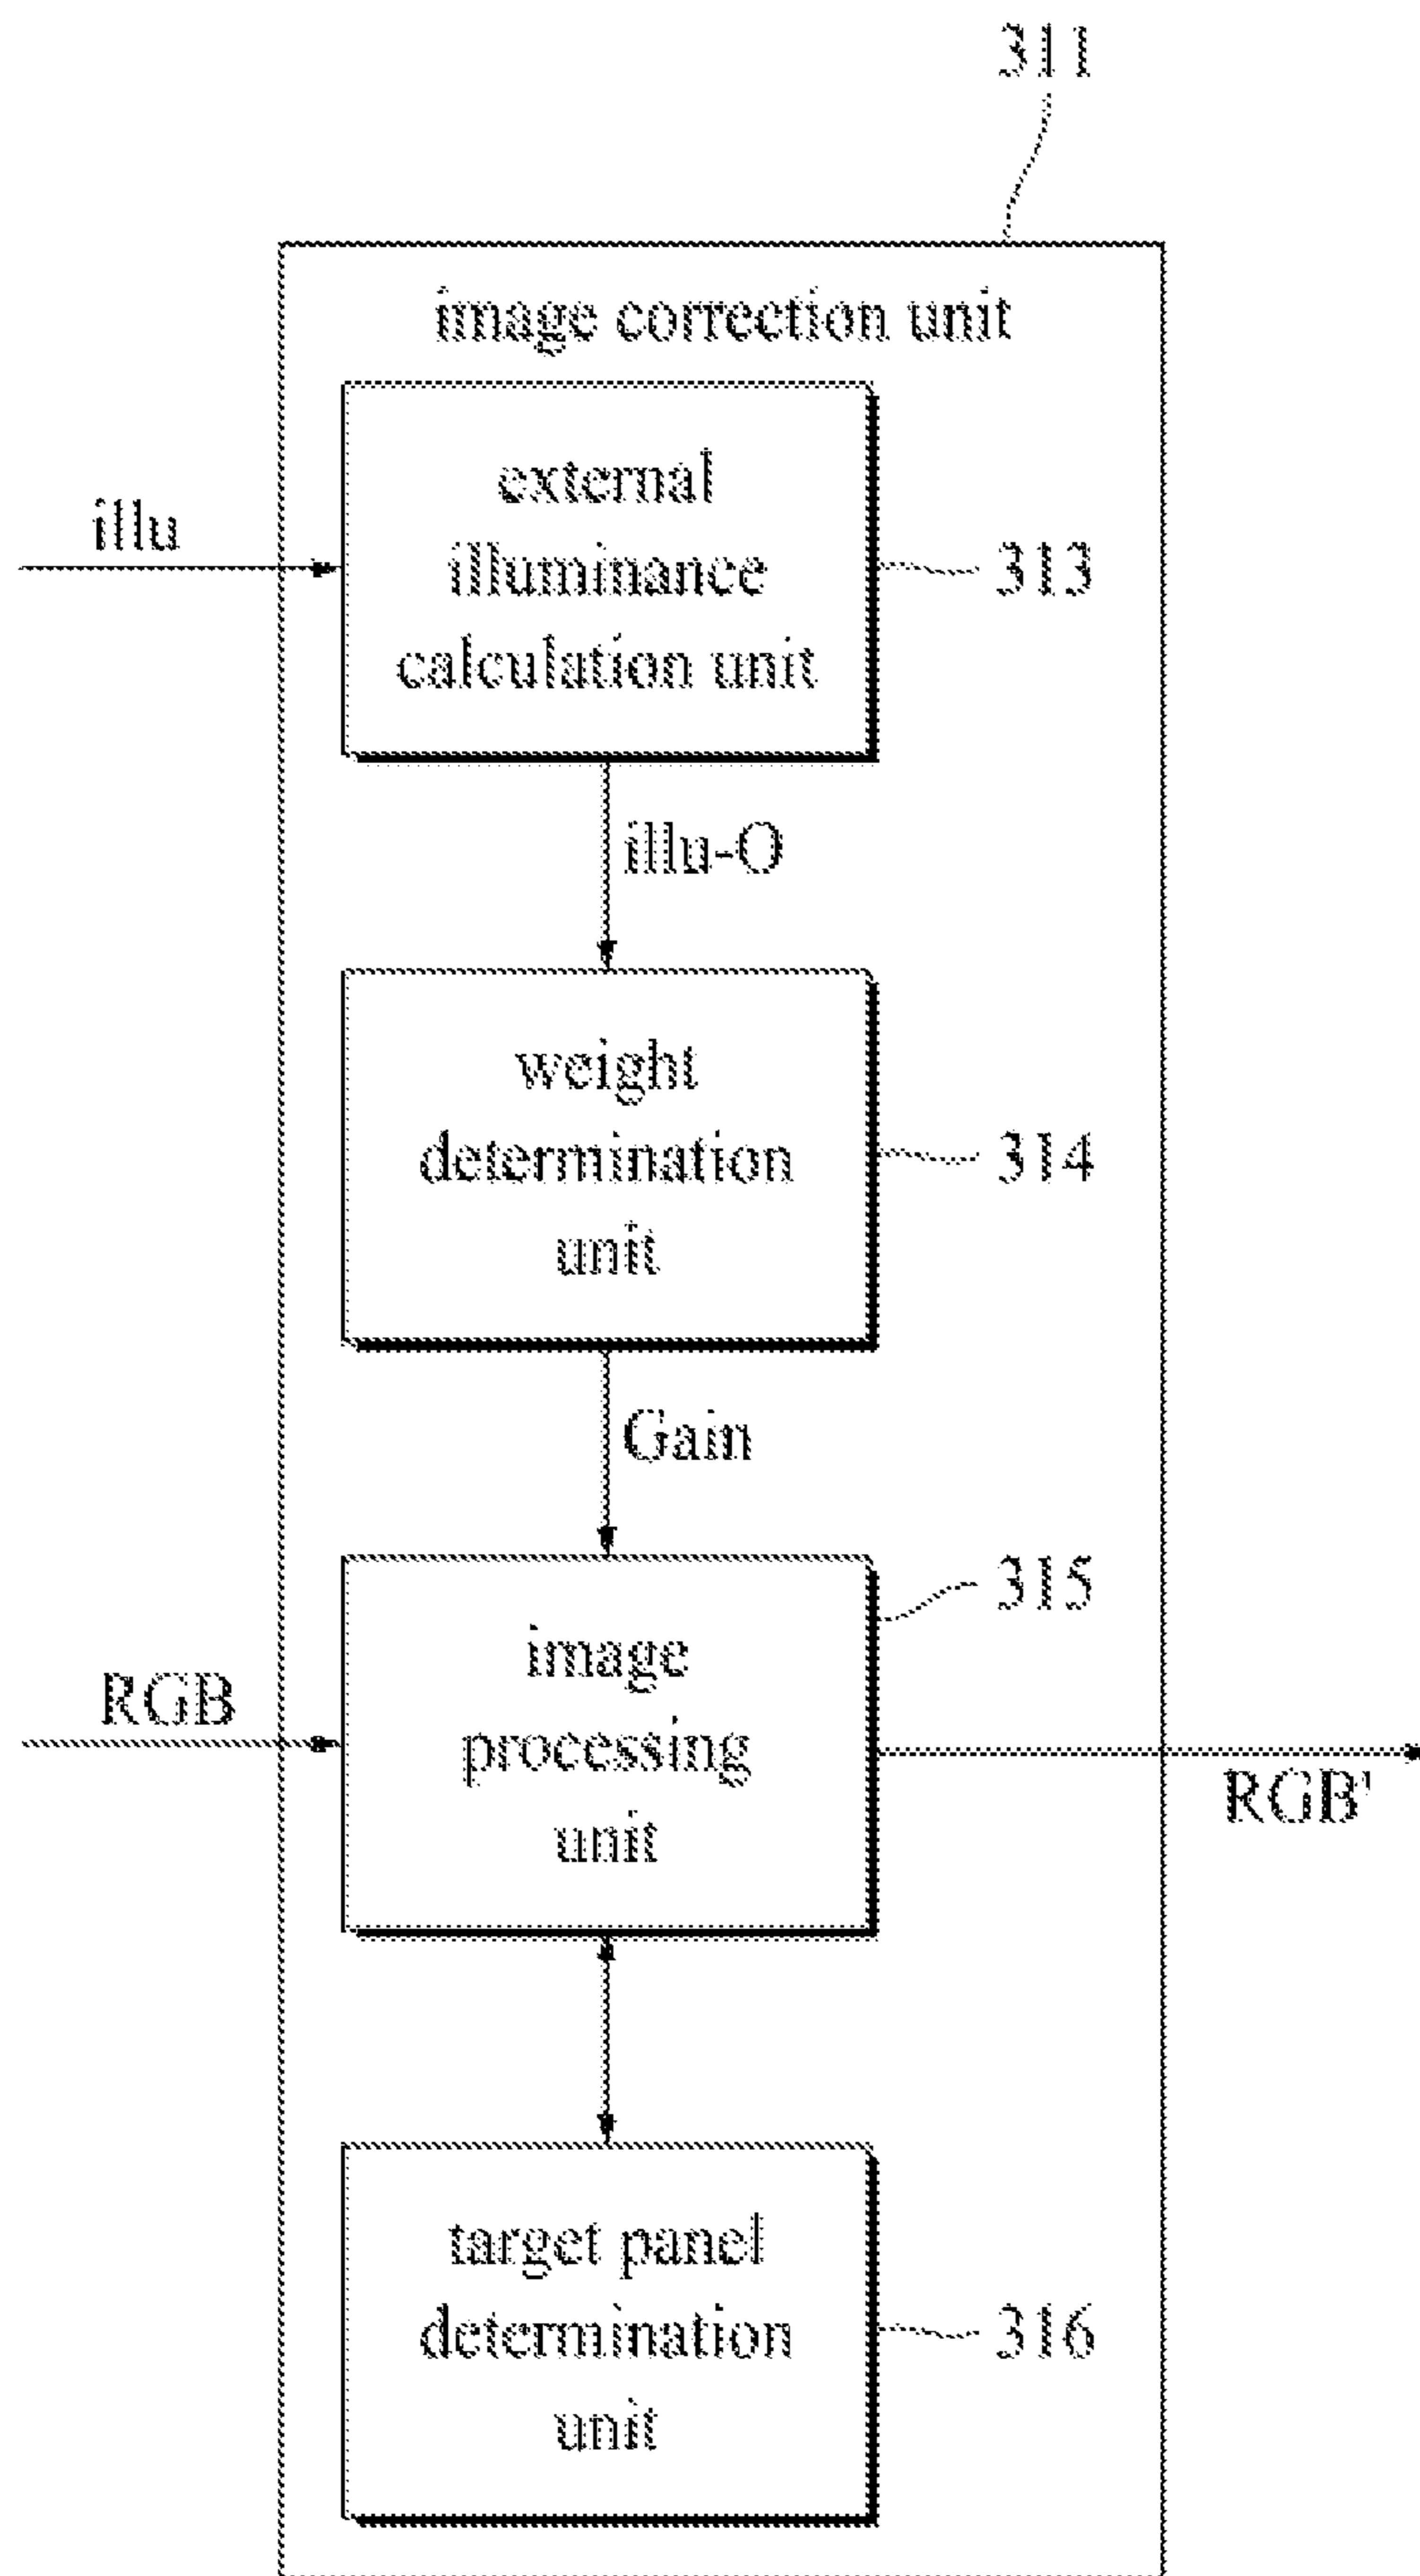 311
image correction unit
external
illuminance
calculation unit
illu
313
illu-O
weight
determination
unit
314
Gain
image
processing
unit
315
RGB
RGB'
target panel
determination
unit
316